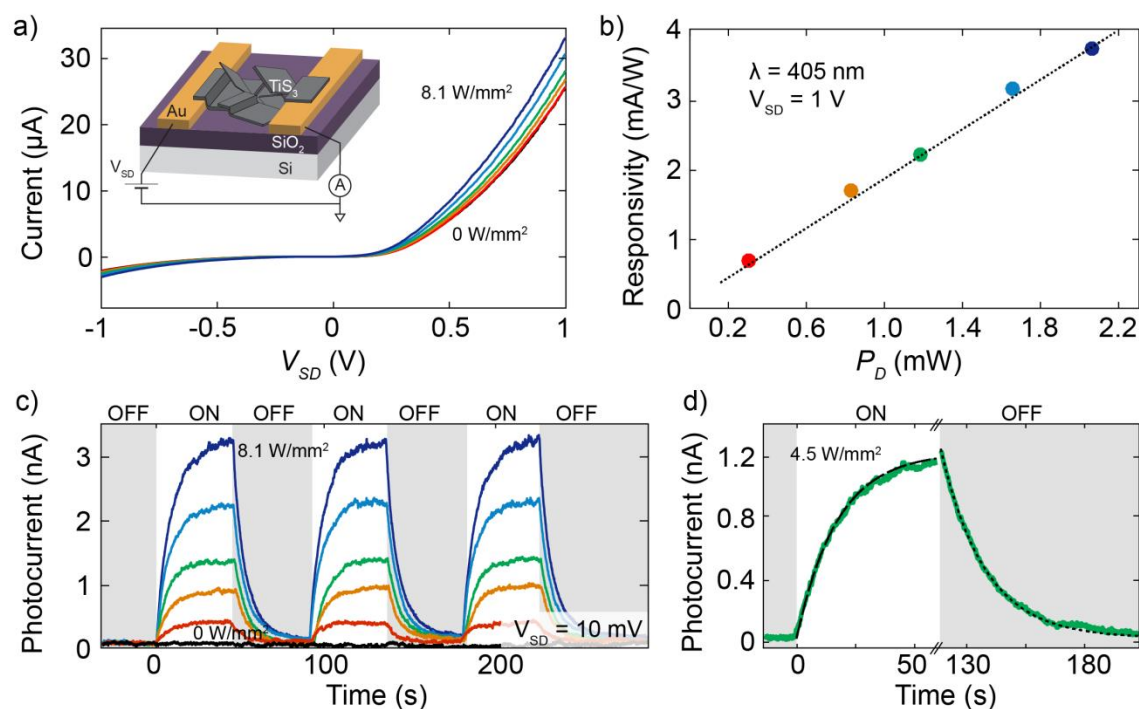 a)
Current (µA)
30
20
10
0
-1
-0.5
0
0.5
1
V_SD (V)
8.1 W/mm²
0 W/mm²
TiS₃
Au
SiO₂
Si
V_SD
A
b)
Responsivity (mA/W)
4
3
2
1
0
0.2
0.6
1.0
1.4
1.8
2.2
P_D (mW)
λ = 405 nm
V_SD = 1 V
c)
OFF ON OFF ON OFF ON OFF
Photocurrent (nA)
3
2
1
0
0
100
200
Time (s)
8.1 W/mm²
0 W/mm²
V_SD = 10 mV
d)
ON OFF
Photocurrent (nA)
1.2
0.8
0.4
0
0
50
130
180
Time (s)
4.5 W/mm²